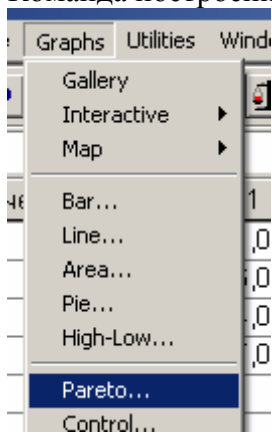 Graphs Utilities
Gallery
Interactive
Map
Bar...
Line...
Area...
Pie...
High-Low...
Pareto...
Control...